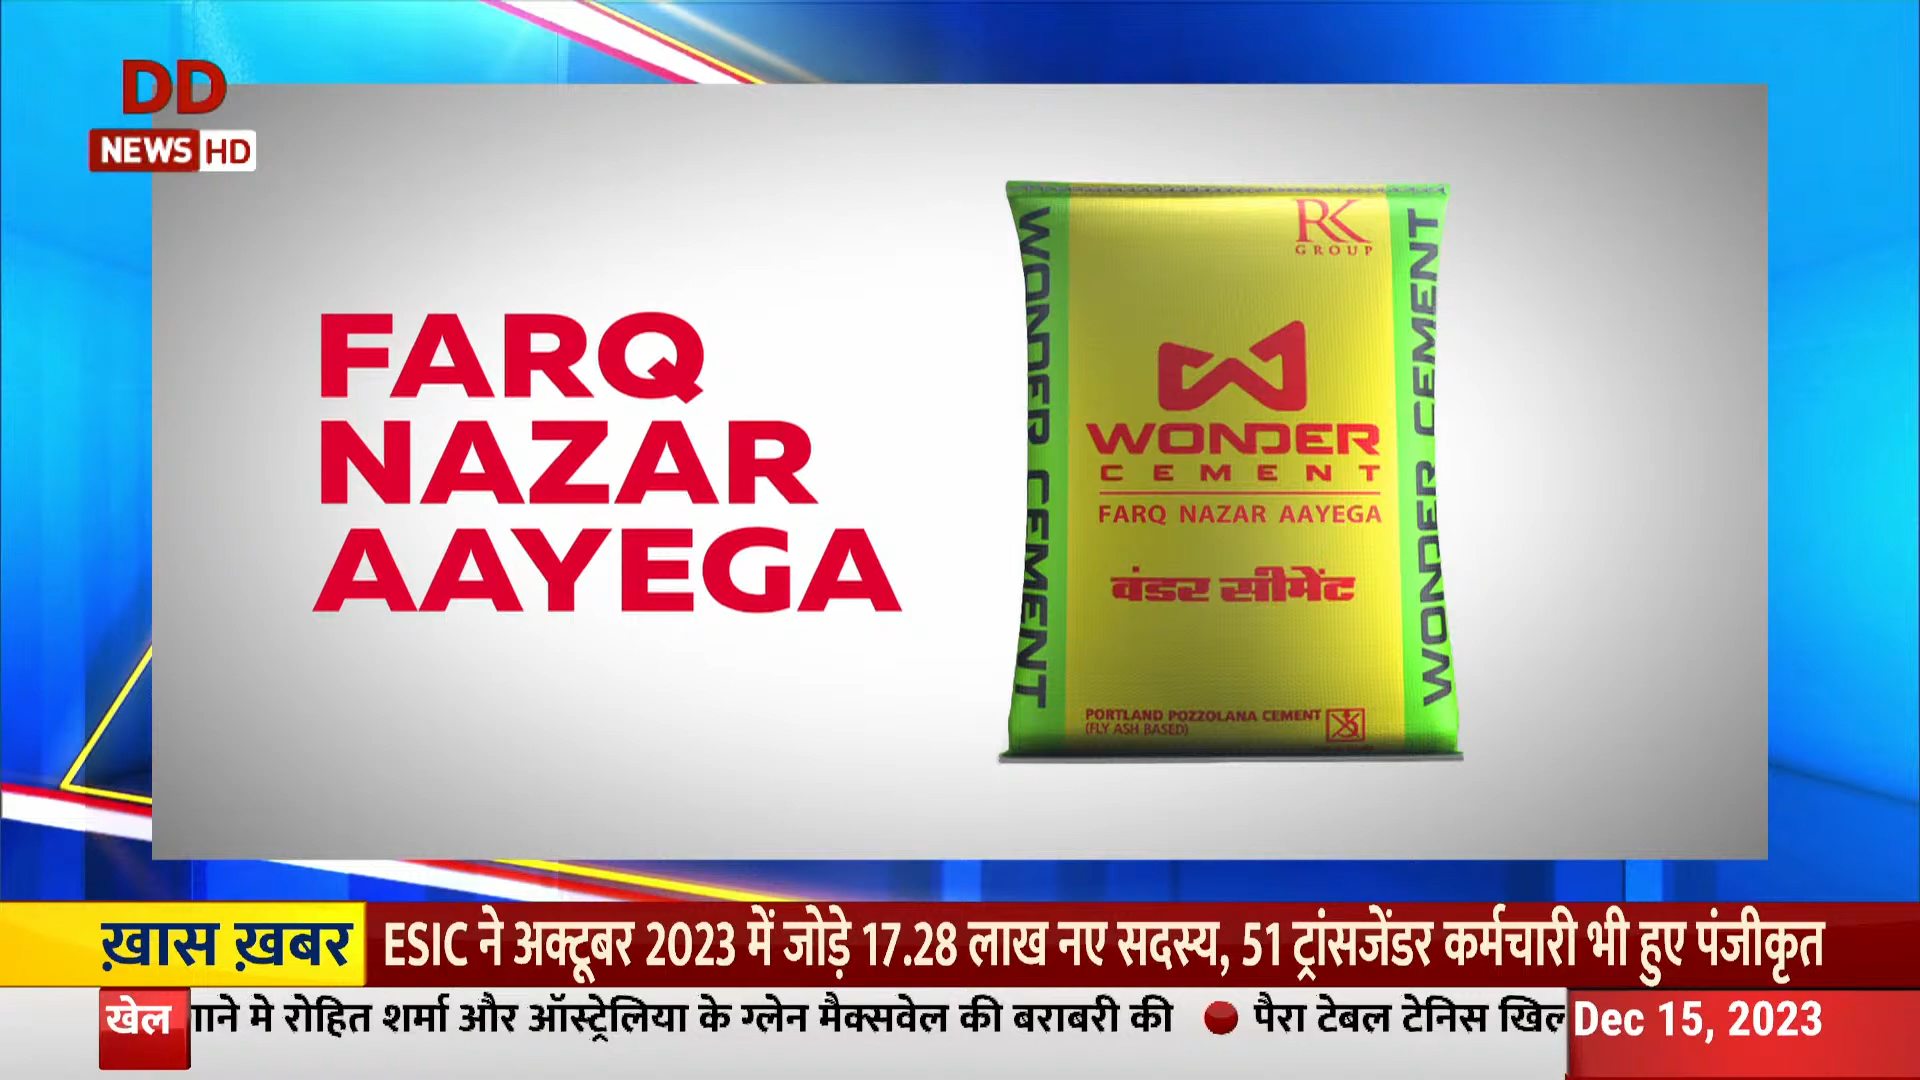 DD
NEWS HD
FARQ
NAZAR
AAYEGA
RK
GROUP
WONDER CEMENT
WONDER
CEMENT
FARQ NAZAR AAYEGA
वंडर सीमेंट
PORTLAND POZZOLANA CEMENT
(FLY ASH BASED)
WONDER CEMENT
ख़ास ख़बर ESIC ने अक्टूबर 2023 में जोड़े 17.28 लाख नए सदस्य, 51 ट्रांसजेंडर कर्मचारी भी हुए पंजीकृत
खेल गाने मे रोहित शर्मा और ऑस्ट्रेलिया के ग्लेन मैक्सवेल की बराबरी की पैरा टेबल टेनिस Dec 15, 2023